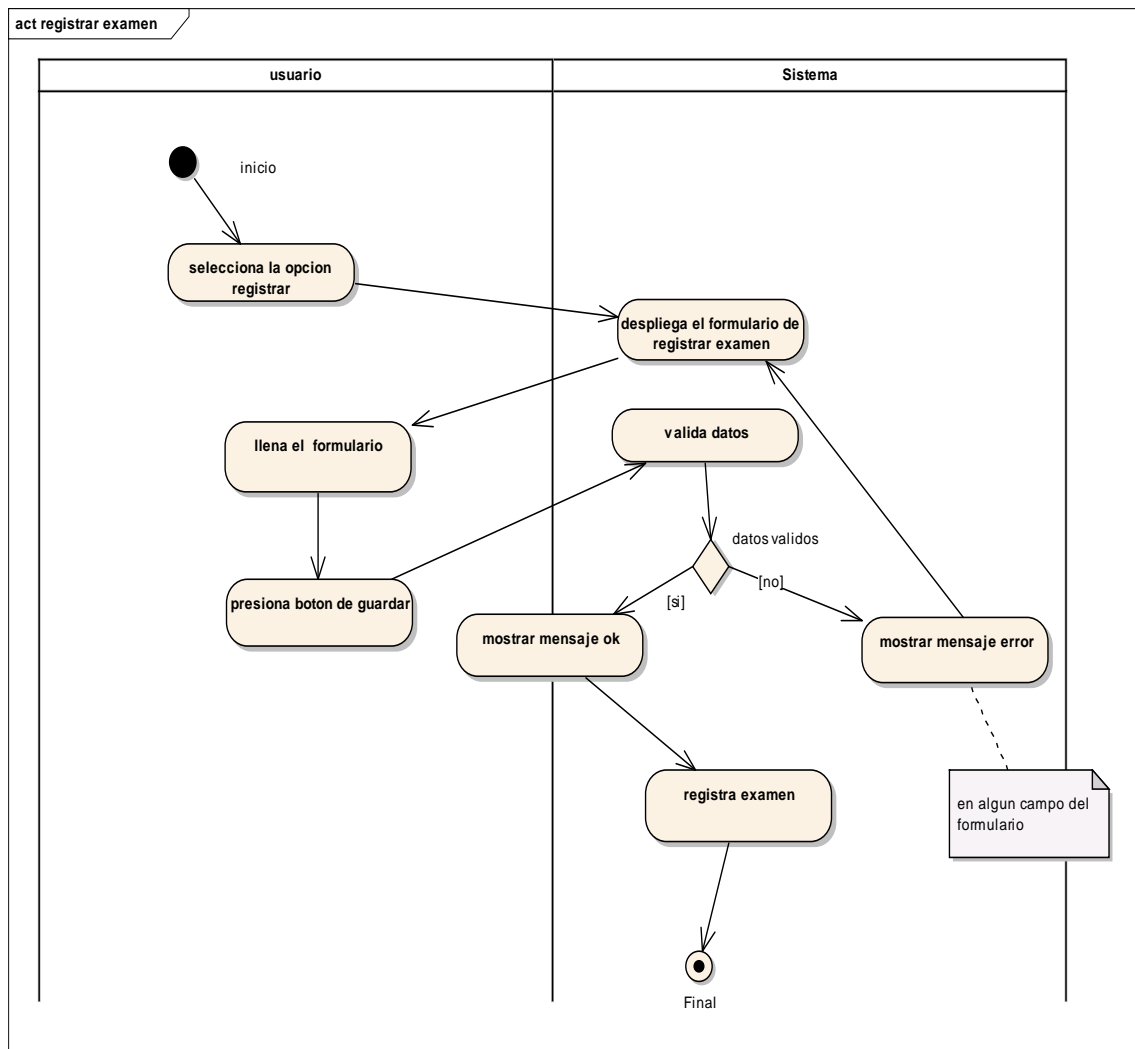 act registrar examen
usuario
Sistema
inicio
selecciona la opcion
registrar
despliega el formulario de
registrar examen
llena el formulario
valida datos
datos validos
[si]
[no]
presiona boton de guardar
mostrar mensaje ok
mostrar mensaje error
registra examen
en algun campo del
formulario
Final